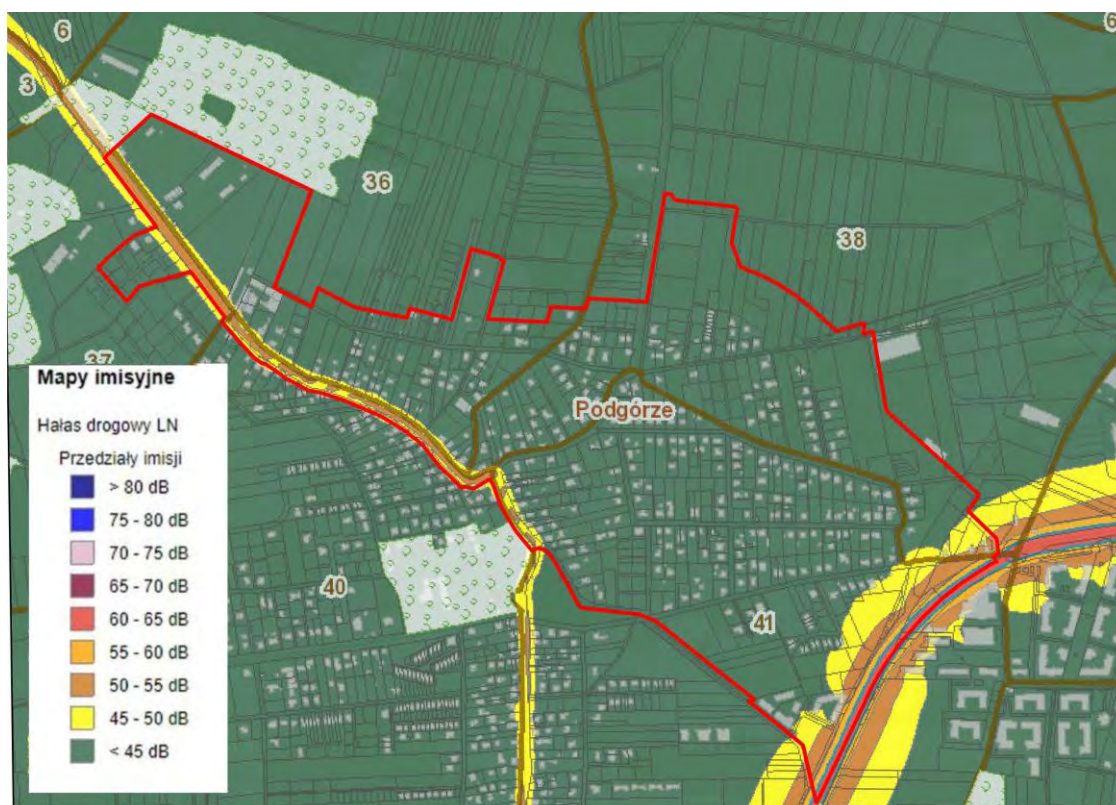 6
3
6
36
38
37
Podgórze
40
41
Mapy imisyjne
Hałas drogowy LN
Przedziały imisji
> 80 dB
75 - 80 dB
70 - 75 dB
65 - 70 dB
60 - 65 dB
55 - 60 dB
50 - 55 dB
45 - 50 dB
< 45 dB